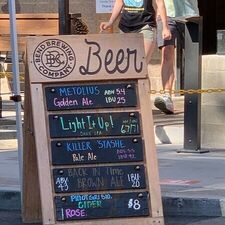 BEND BREWING
COMPANY
Beer
METOLIUS ABV 5.4
Golden Ale IBU 25
Light It Up!
KILLER STASHE
Pale Ale
BACK IN Time
BROWN ALE
ABV 4.9
IBU 20
CIDER $8
ROSE.